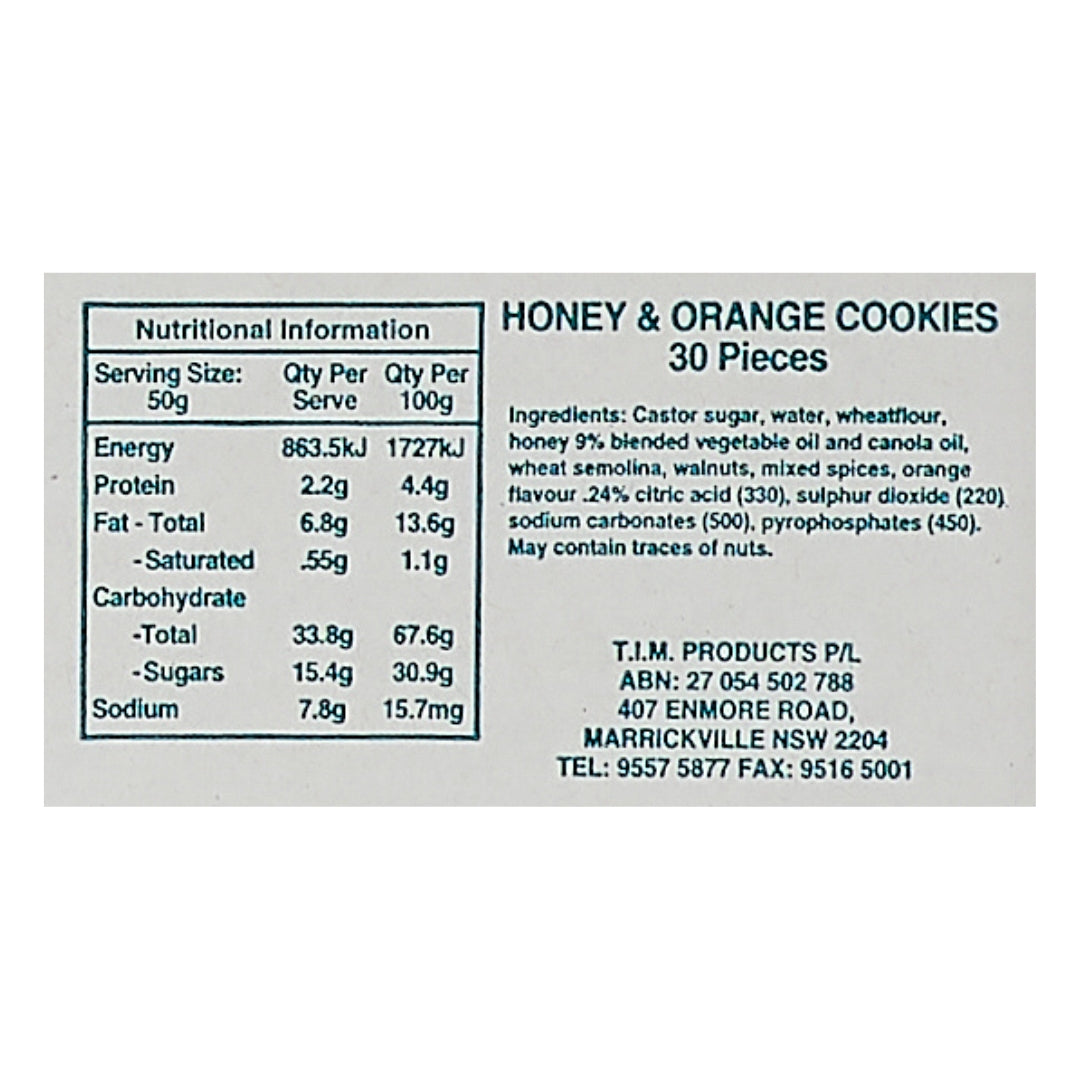 Nutritional Information
Serving Size: Qty Per Qty Per
50g Serve 100g
Energy 863.5kJ 1727kJ
Protein 2.2g 4.4g
Fat - Total 6.8g 13.6g
-Saturated .55g 1.1g
Carbohydrate
-Total 33.8g 67.6g
-Sugars 15.4g 30.9g
Sodium 7.8g 15.7mg
HONEY & ORANGE COOKIES
30 Pieces
Ingredients: Castor sugar, water, wheatflour,
honey 9% blended vegetable oil and canola oil,
wheat semolina, walnuts, mixed spices, orange
flavour .24% citric acid (330), sulphur dioxide (220).
sodium carbonates (500). pyrophosphates (450).
May contain traces of nuts.
T.I.M. PRODUCTS P/L
ABN: 27 054 502 788
407 ENMORE ROAD,
MARRICKVILLE NSW 2204
TEL: 9557 5877 FAX: 9516 5001